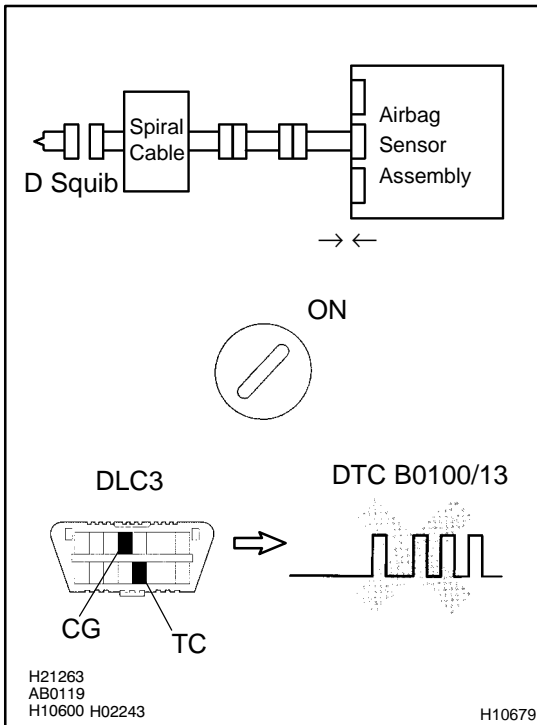 Spiral
Cable
D Squib
Airbag
Sensor
Assembly
ON
DLC3
DTC B0100/13
CG
TC
H21263
AB0119
H10600 H02243
H10679